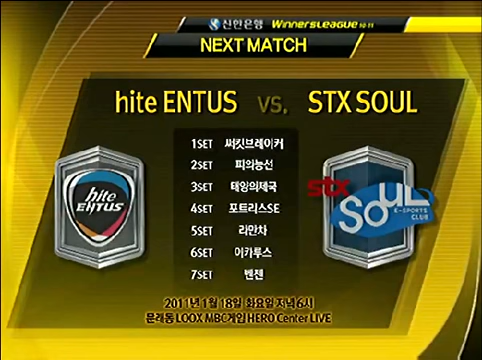 신한은행 WINNERS LEAGUE 10-11
NEXT MATCH
hite ENTUS vs. STX SOUL
1SET 써킷브레이커
2SET 피의능선
3SET 태양의제국
4SET 포트리스SE
5SET 라만차
6SET 이카루스
7SET 벤젠
hite ENTUS
stx SouL
E-SPORTS CLUB
2011년 1월 18일 화요일 저녁6시
문래동 LOOX MBC게임 HERO Center LIVE